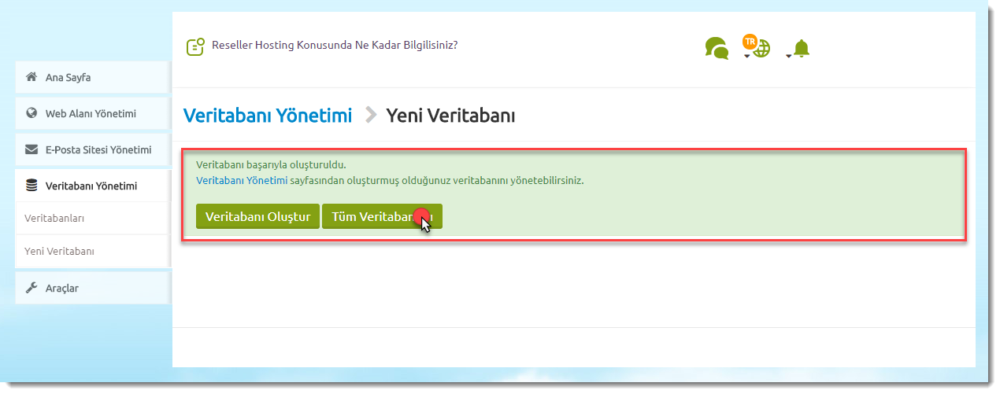 Reseller Hosting Konusunda Ne Kadar Bilgilisiniz?
TR
Ana Sayfa
Web Alanı Yönetimi
E-Posta Sitesi Yönetimi
Veritabanı Yönetimi
Veritabanları
Yeni Veritabanı
Araçlar
Veritabanı Yönetimi Yeni Veritabanı
Veritabanı başarıyla oluşturuldu.
Veritabanı Yönetimi sayfasından oluşturmuş olduğunuz veritabanını yönetebilirsiniz.
Veritabanı Oluştur Tüm